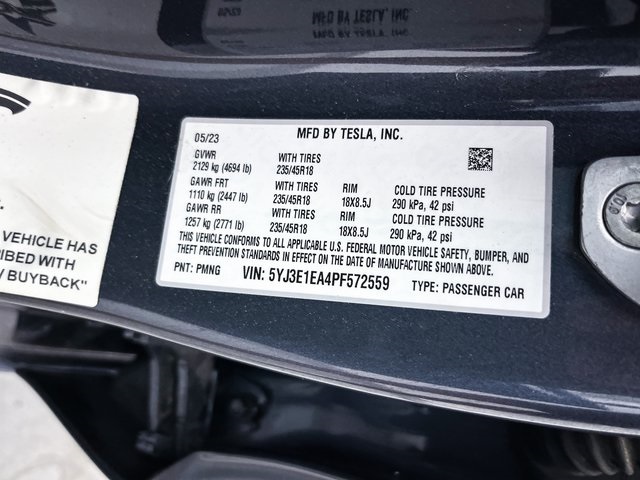 05/23 MFD BY TESLA, INC.
GVWR WITH TIRES
2129 kg (4694 lb) 235/45R18
GAWR FRT WITH TIRES RIM COLD TIRE PRESSURE
1110 kg (2447 lb) 235/45R18 18X8.5J 290 kPa, 42 psi
GAWR RR WITH TIRES RIM COLD TIRE PRESSURE
1257 kg (2771 lb) 235/45R18 18X8.5J 290 kPa, 42 psi
THIS VEHICLE CONFORMS TO ALL APPLICABLE U.S. FEDERAL MOTOR VEHICLE SAFETY, BUMPER, AND
THEFT PREVENTION STANDARDS IN EFFECT ON THE DATE OF MANUFACTURE SHOWN ABOVE.
PNT: PMNG VIN: 5YJ3E1EA4PF572559 TYPE: PASSENGER CAR
VEHICLE HAS
RIBED WITH
BUYBACK"